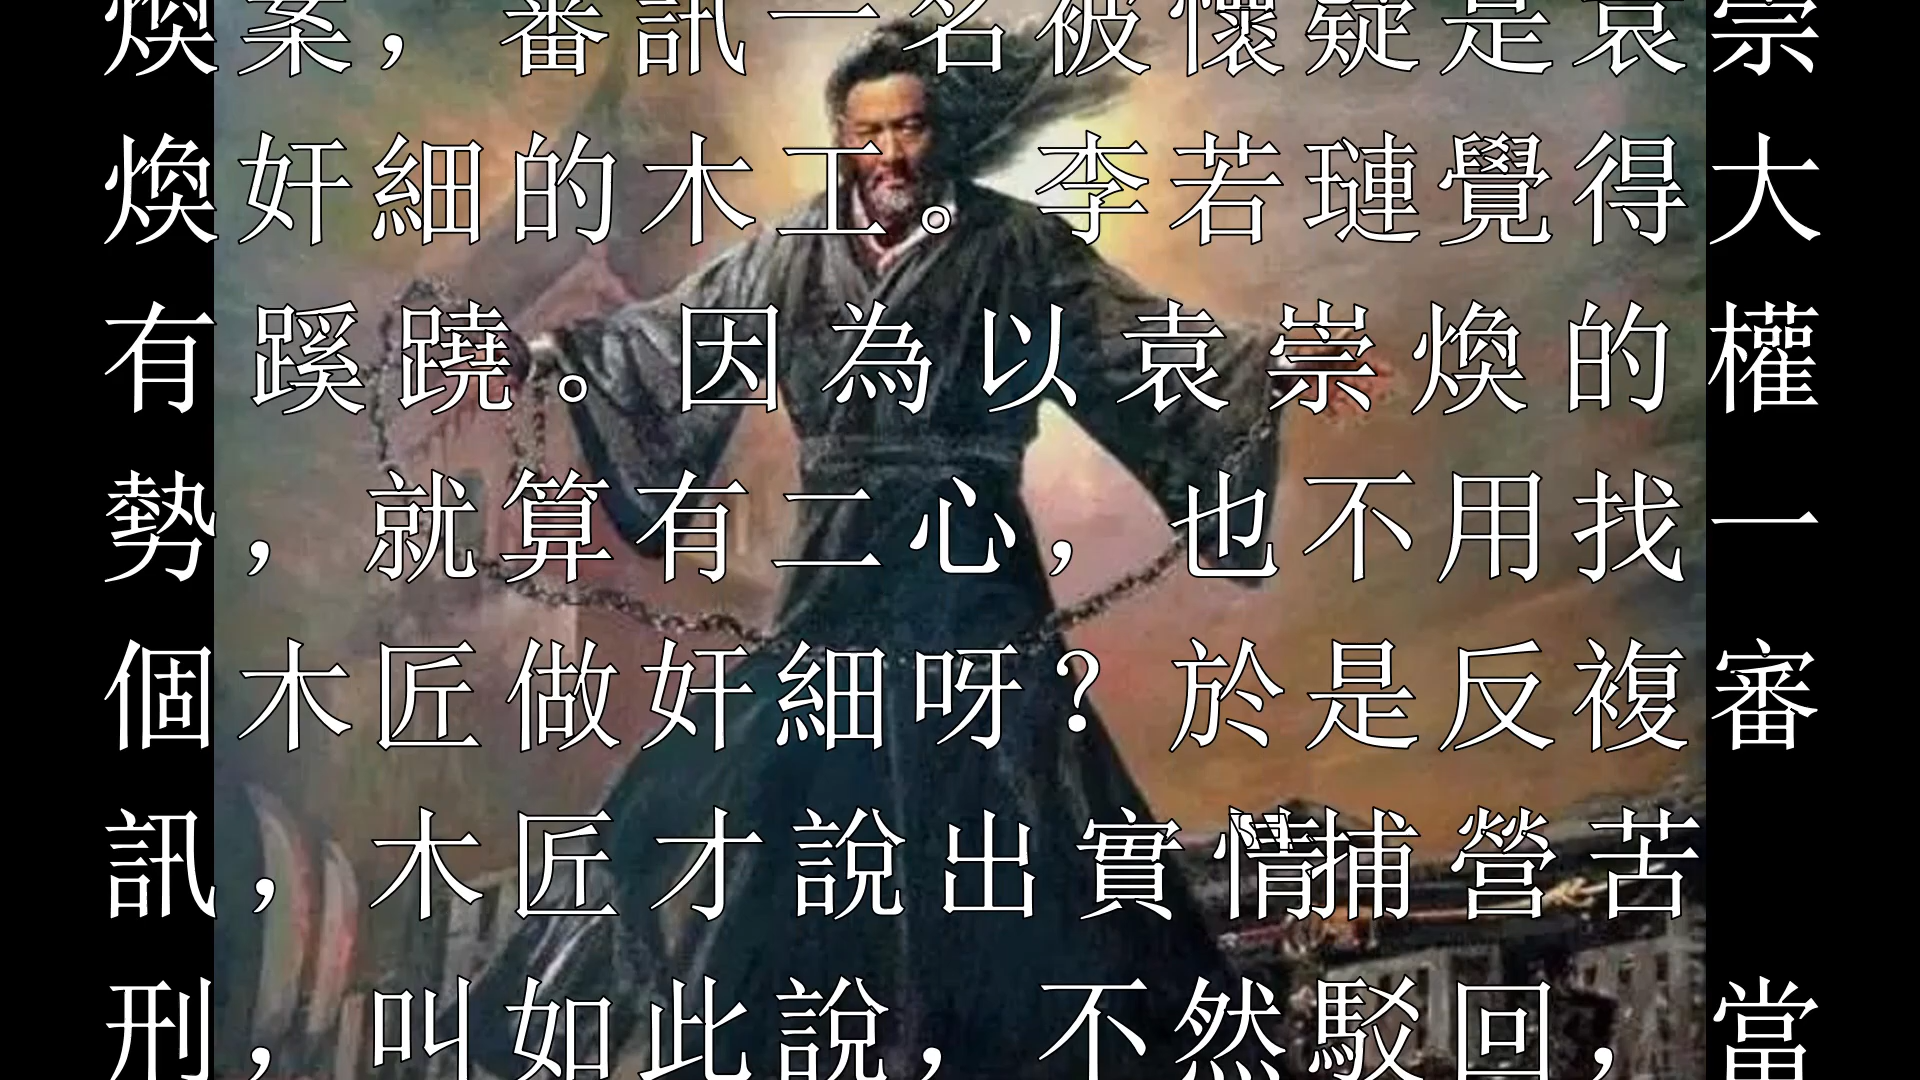 煥案，審訊一名被懷疑是袁崇
煥奸細的木工。李若璉覺得大
有蹊蹺。因為以袁崇煥的權
勢，就算有二心，也不用找一
個木匠做奸細呀？於是反複審
訊，木匠才說出實情捕營苦
刑，叫如此說，不然駁回，當